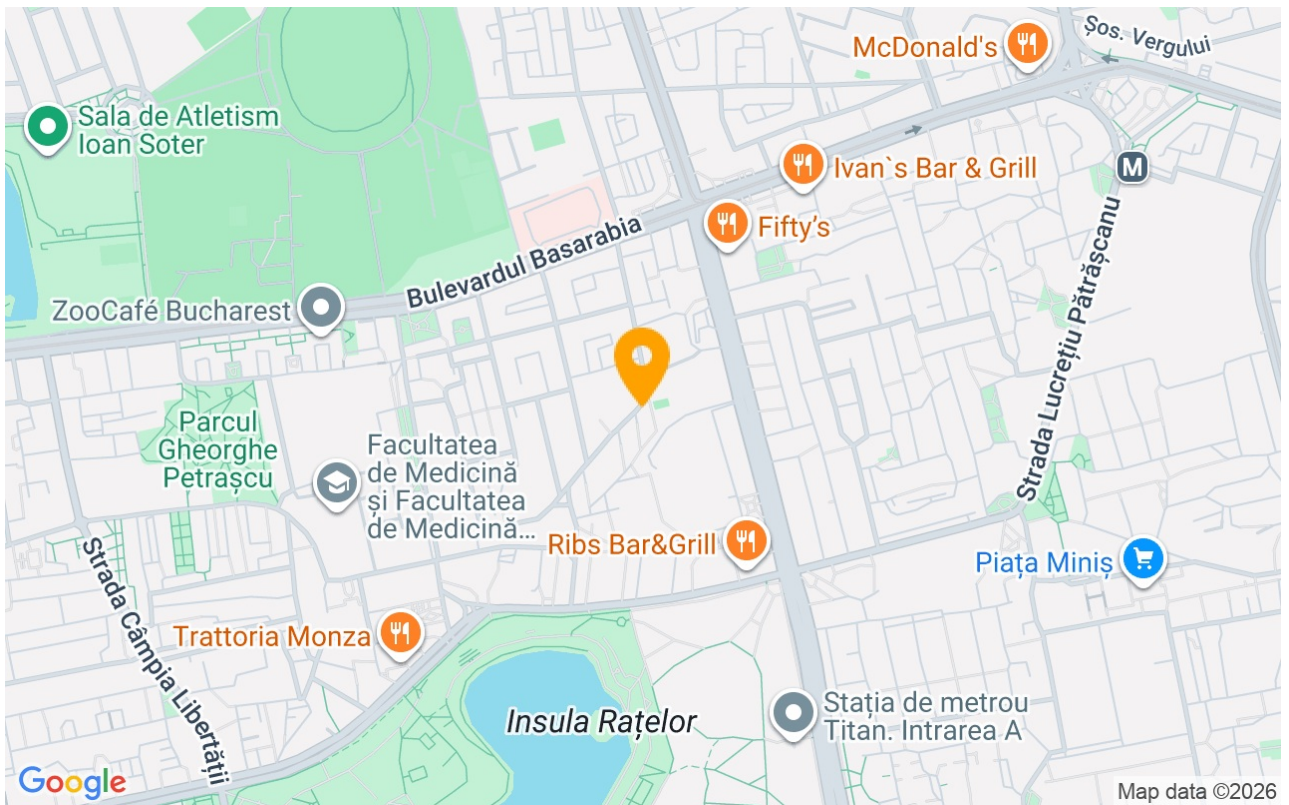 McDonald's
Șos. Vergului
Sala de Atletism
Ioan Soter
M
Ivan`s Bar & Grill
Fifty's
Bulevardul Basarabia
ZooCafé Bucharest
Strada Lucrețiu Pătrășcanu
Parcul
Gheorghe
Petrașcu
Facultatea
de Medicină
și Facultatea
de Medicină...
Ribs Bar&Grill
Piața Miniș
Strada Câmpia Libertății
Trattoria Monza
Insula Rațelor
Stația de metrou
Titan. Intrarea A
Google
Map data ©2026